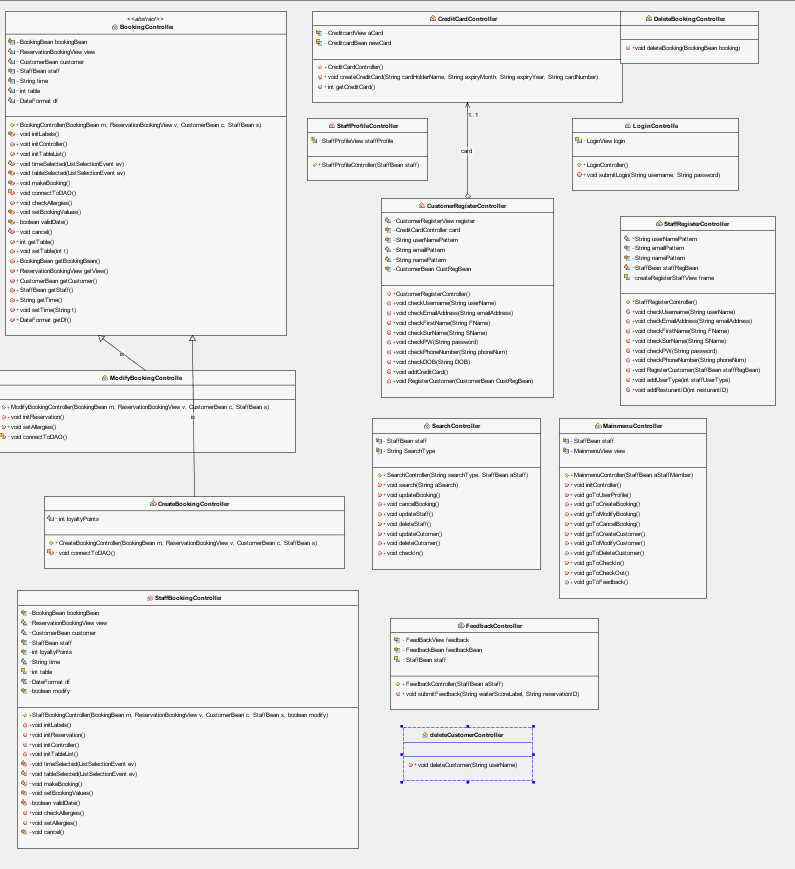 <<abstract>>
BookingController
- BookingBean bookingBean
- ReservationBookingView view
- CustomerBean customer
- StaffBean staff
- String time
- int table
- DateFormat df
+ BookingController(BookingBean m, ReservationBookingView v, CustomerBean c, StaffBean s)
- void initLabels()
+ void initController()
+ void initTableList()
- void timeSelected(ListSelectionEvent ev)
- void tableSelected(ListSelectionEvent ev)
- void makeBooking()
- void connectToDAO()
+ void checkAllergies()
- void setBookingValues()
- boolean validDate()
- void cancel()
+ int getTable()
+ void setTable(int t)
+ BookingBean getBookingBean()
+ ReservationBookingView getView()
+ CustomerBean getCustomer()
+ StaffBean getStaff()
+ String getTime()
+ void setTime(String t)
+ DateFormat getDf()
CreditCardController
- CreditcardView aCard
- CreditcardBean newCard
+ CreditCardController()
+ void createCreditCard(String cardHolderName, String expiryMonth, String expiryYear, String cardNumber)
+ int getCreditCard()
DeleteBookingController
+void deleteBooking(BookingBean booking)
1..1
card
StaffProfileController
- StaffProfileView staffProfile
+ StaffProfileController(StaffBean staff)
LoginControlle
- LoginView login
+ LoginController()
+ void submitLogin(String username, String password)
CustomerRegisterController
-CustomerRegisterView register
-CreditCardController card
-String userNamePattern
-String emailPattern
-String namePattern
-CustomerBean CustRegBean
+CustomerRegisterController()
+void checkUsername(String userName)
+void checkEmailAddress(String emailAddress)
+void checkFirstName(String FName)
+void checkSurName(String SName)
+void checkPW(String password)
+void checkPhoneNumber(String phoneNum)
+void checkDOB(String DOB)
+void addCreditCard()
+void RegisterCustomer(CustomerBean CustRegBean)
StaffRegisterController
-String userNamePattern
-String emailPattern
-String namePattern
-StaffBean staffRegBean
-createRegisterStaffView frame
+StaffRegisterController()
+void checkUsername(String userName)
+void checkEmailAddress(String emailAddress)
+void checkFirstName(String FName)
+void checkSurName(String SName)
+void checkPW(String password)
+void checkPhoneNumber(String phoneNum)
+void RegisterCustomer(StaffBean staffRegBean)
+void addUserType(int staffUserType)
+void addResturantID(int resturantID)
ModifyBookingController
+ModifyBookingController(BookingBean m, ReservationBookingView v, CustomerBean c, StaffBean s)
+void initReservation()
+void setAllergies()
-void connectToDAO()
CreateBookingController
- int loyaltyPoints
+ CreateBookingController(BookingBean m, ReservationBookingView v, CustomerBean c, StaffBean s)
- void connectToDAO()
SearchController
- StaffBean staff
- String SearchType
+ SearchController(String searchType, StaffBean aStaff)
+ void search(String aSearch)
+ void updateBooking()
+ void cancelBooking()
+ void updateStaff()
+ void deleteStaff()
+ void updateCutomer()
+ void deleteCutomer()
+ void checkIn()
MainmenuController
- StaffBean staff
- MainmenuView view
+ MainmenuController(StaffBean aStaffMember)
+ void initController()
+ void goToUserProfile()
+ void goToCreateBooking()
+ void goToModifyBooking()
+ void goToCancelBooking()
+ void goToCreateCustomer()
+ void goToModifyCustomer()
+ void goToDeleteCustomer()
+ void goToCheckIn()
+ void goToCheckOut()
+ void goToFeedback()
StaffBookingController
-BookingBean bookingBean
-ReservationBookingView view
-CustomerBean customer
-StaffBean staff
-int loyaltyPoints
-String time
-int table
-DateFormat df
-boolean modify
+StaffBookingController(BookingBean m, ReservationBookingView v, CustomerBean c, StaffBean s, boolean modify)
+void initLabels()
+void initReservation()
+void initController()
+void initTableList()
-void timeSelected(ListSelectionEvent ev)
-void tableSelected(ListSelectionEvent ev)
-void makeBooking()
-void setBookingValues()
-boolean validDate()
+void checkAllergies()
+void setAllergies()
-void cancel()
FeedbackController
- FeedBackView feedback
- FeedbackBean feedbackBean
- StaffBean staff
+ FeedbackController(StaffBean aStaff)
+ void submitFeedback(String waiterScoreLabel, String reservationID)
deleteCustomerController
+ void deleteCustomer(String userName)